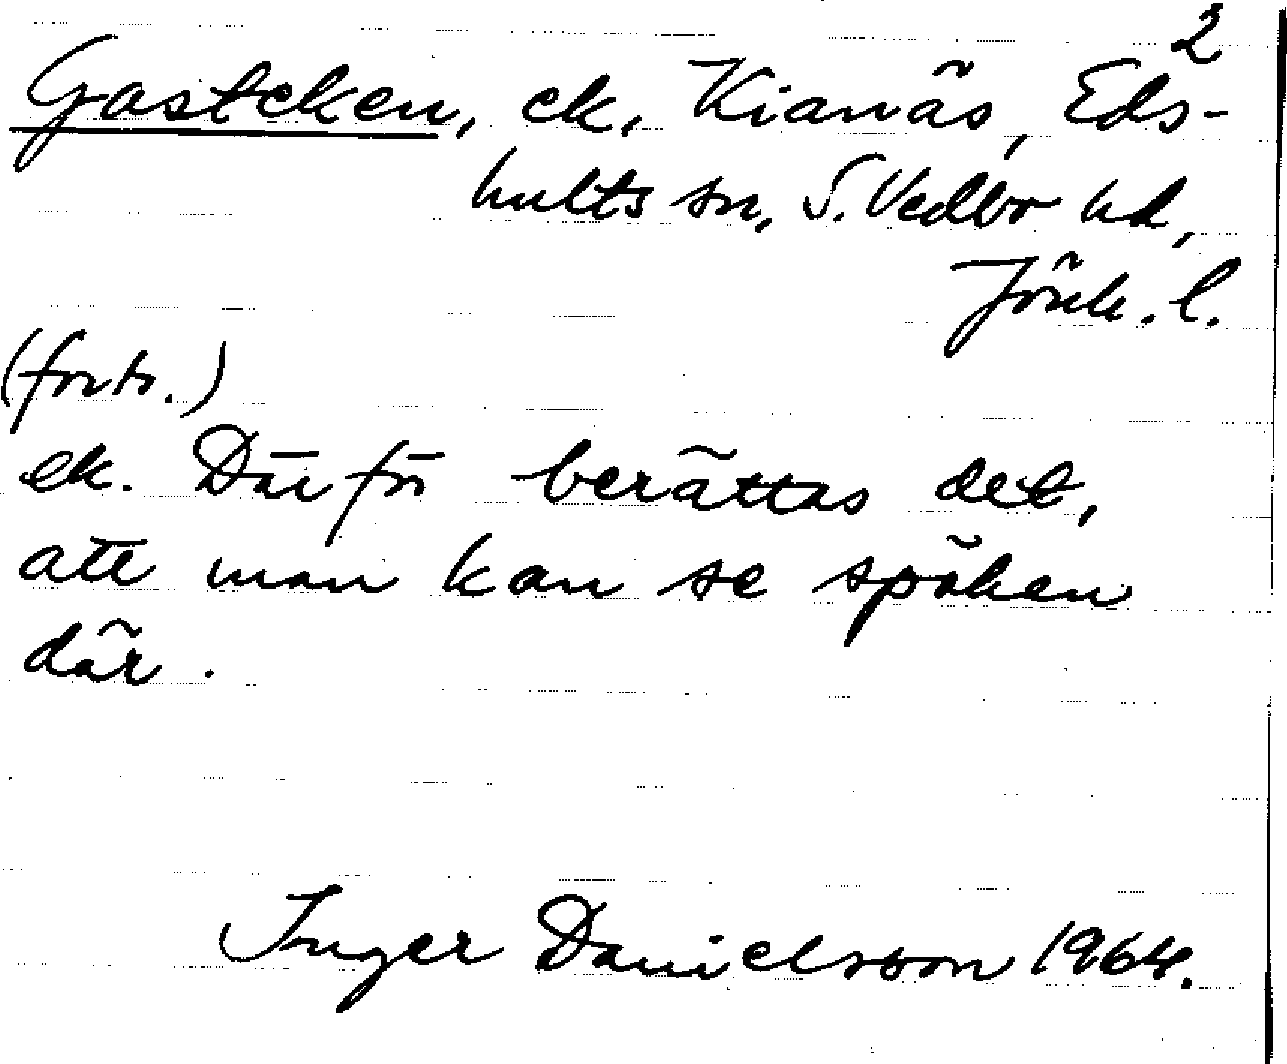 2
Gasteken, ek, Kianäs, Eds-
hults sn, S. Vedbo hd,
Jönk. l.
(forts.)
ek. Därför berättas det,
att man kan se spöken
där.
Inger Danielsson 1964.